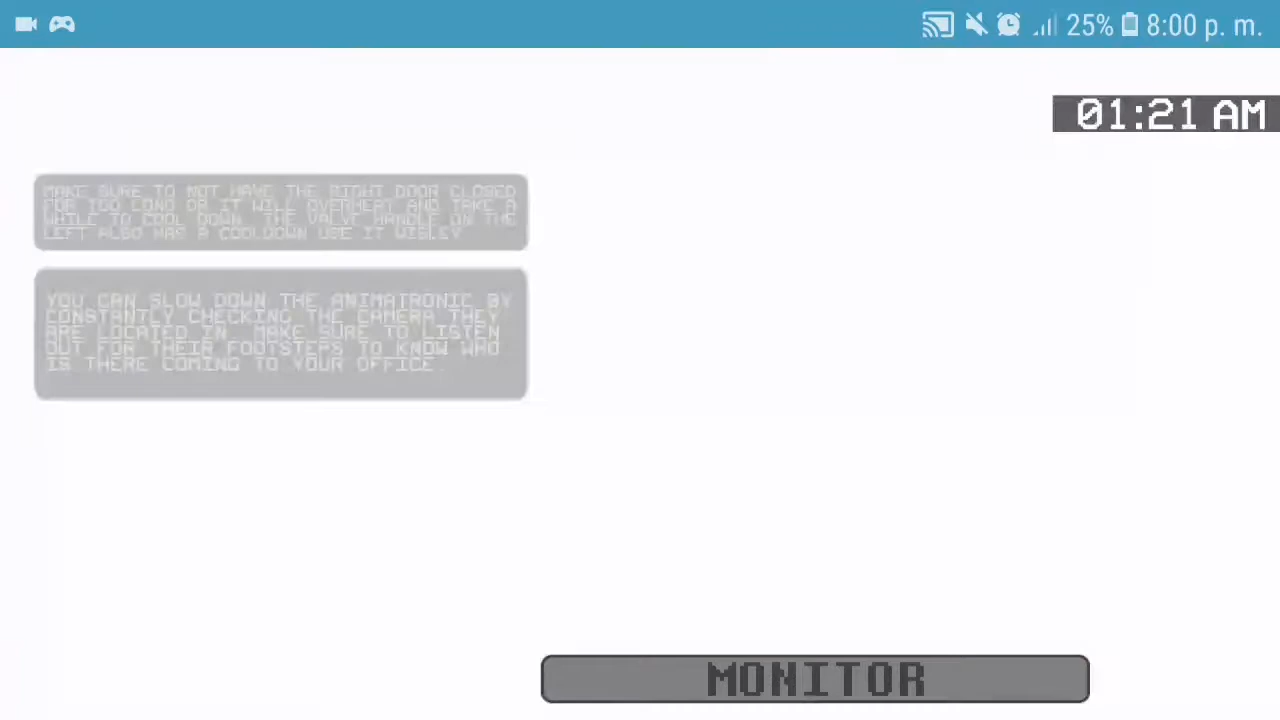 25% 8:00 p. m.
01:21 AM
MAKE SURE TO NOT HAVE THE RIGHT DOOR CLOSED
FOR TOO LONG OR IT WILL OVERHEAT AND TAKE A
WHILE TO COOL DOWN. THE VALVE HANDLE ON THE
LEFT ALSO HAS A COOLDOWN USE IT WISLEY
YOU CAN SLOW DOWN THE ANIMATRONIC BY
CONSTANTLY CHECKING THE CAMERA THEY
ARE LOCATED IN. MAKE SURE TO LISTEN
OUT FOR THEIR FOOTSTEPS TO KNOW WHO
IS THERE COMING TO YOUR OFFICE.
MONITOR